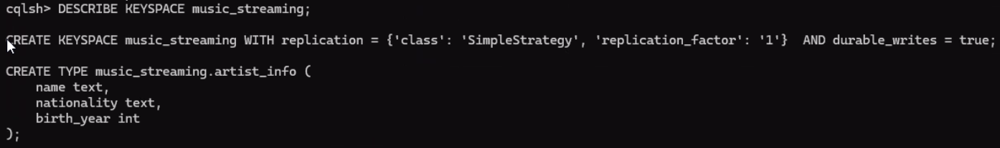 cqlsh> DESCRIBE KEYSPACE music_streaming;
CREATE KEYSPACE music_streaming WITH replication = {'class': 'SimpleStrategy', 'replication_factor': '1'}  AND durable_writes = true;
CREATE TYPE music_streaming.artist_info (
    name text,
    nationality text,
    birth_year int
);